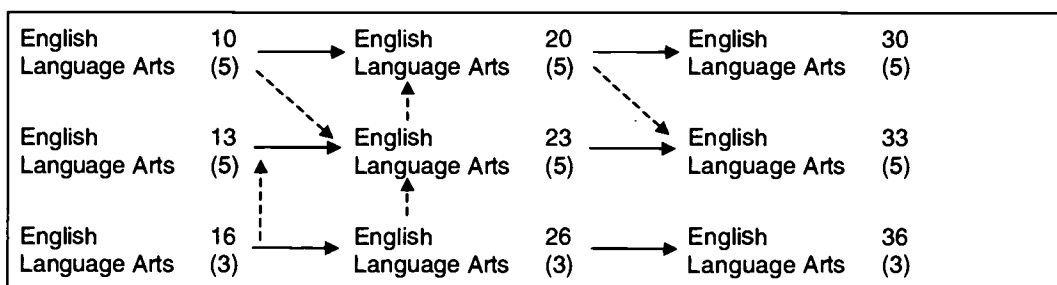 English 10 English 20 English 30
Language Arts (5) Language Arts (5) Language Arts (5)
English 13 English 23 English 33
Language Arts (5) Language Arts (5) Language Arts (5)
English 16 English 26 English 36
Language Arts (3) Language Arts (3) Language Arts (3)